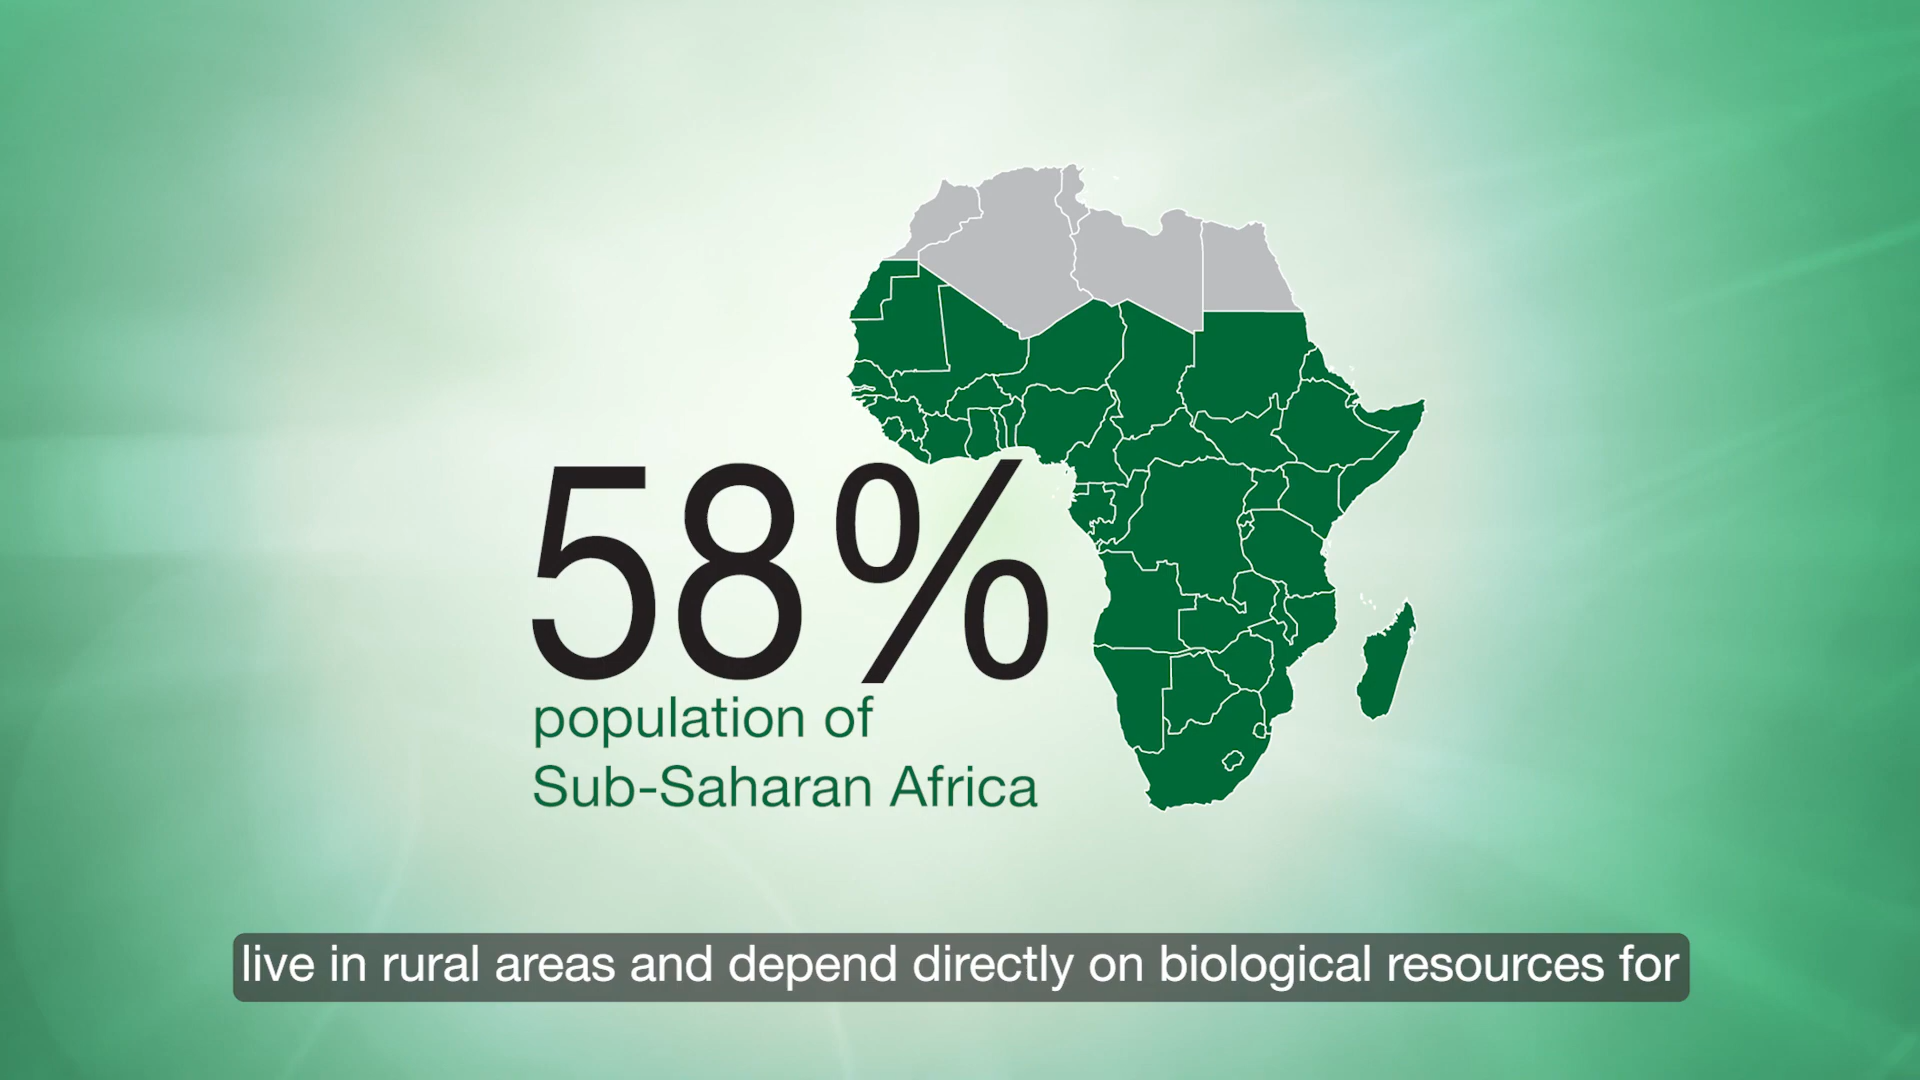 58%
population of
Sub-Saharan Africa
live in rural areas and depend directly on biological resources for